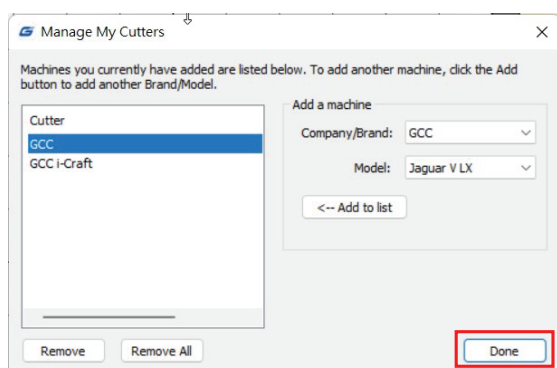 Manage My Cutters
Machines you currently have added are listed below. To add another machine, click the Add
button to add another Brand/Model.
Cutter
GCC
GCC i-Craft
Add a machine
Company/Brand: GCC
Model: Jaguar V LX
<-- Add to list
Remove Remove All Done